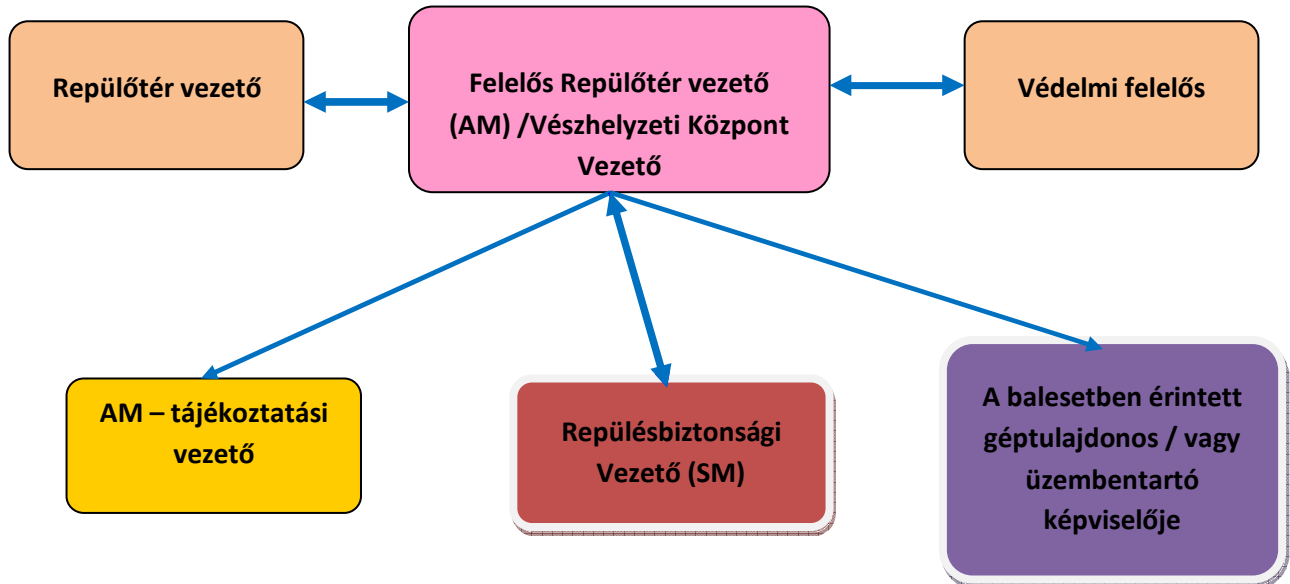 Repülőtér vezető
Felelős Repülőtér vezető
(AM) /Vészhelyzeti Központ
Vezető
Védelmi felelős
AM – tájékoztatási
vezető
Repülésbiztonsági
Vezető (SM)
A balesetben érintett
géptulajdonos / vagy
üzembentartó
képviselője